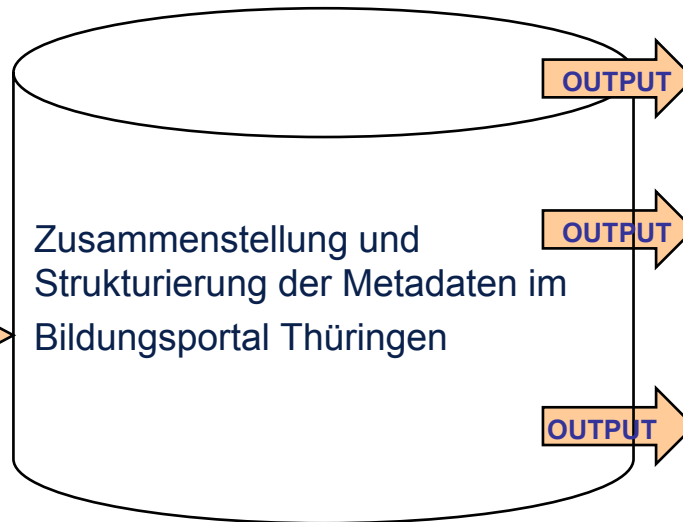 OUTPUT
Zusammenstellung und
OUTPUT
Strukturierung der Metadaten im
Bildungsportal Thüringen
OUTPUT